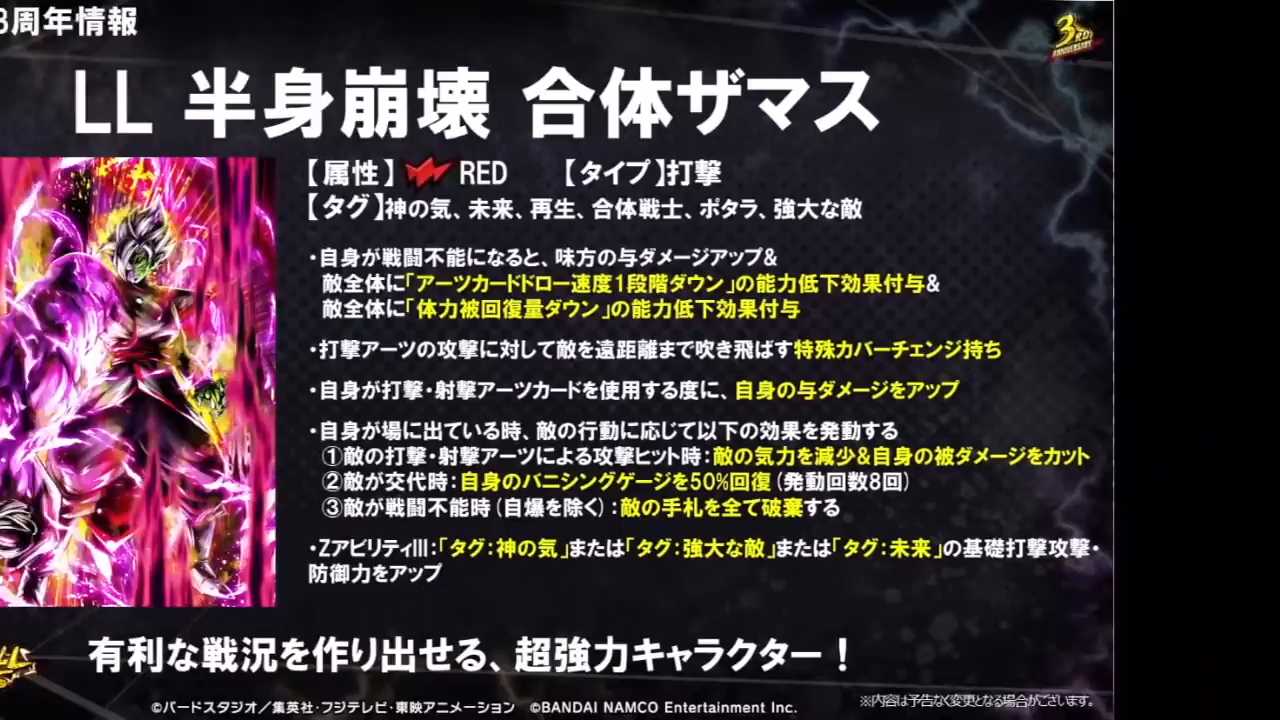 3周年情報
3RD
ANNIVERSARY
LL 半身崩壊 合体ザマス
【属性】 RED 【タイプ】打撃
【タグ】神の気、未来、再生、合体戦士、ポタラ、強大な敵
・自身が戦闘不能になると、味方の与ダメージアップ&
敵全体に「アーツカードドロー速度1段階ダウン」の能力低下効果付与&
敵全体に「体力被回復量ダウン」の能力低下効果付与
・打撃アーツの攻撃に対して敵を遠距離まで吹き飛ばす特殊カバーチェンジ持ち
・自身が打撃・射撃アーツカードを使用する度に、自身の与ダメージをアップ
・自身が場に出ている時、敵の行動に応じて以下の効果を発動する
①敵の打撃・射撃アーツによる攻撃ヒット時：敵の気力を減少&自身の被ダメージをカット
②敵が交代時：自身のバニシングゲージを50%回復（発動回数8回）
③敵が戦闘不能時（自爆を除く）：敵の手札を全て破棄する
・ZアビリティⅢ：「タグ：神の気」または「タグ：強大な敵」または「タグ：未来」の基礎打撃攻撃・
防御力をアップ
LL
有利な戦況を作り出せる、超強力キャラクター！
©バードスタジオ／集英社・フジテレビ・東映アニメーション ©BANDAI NAMCO Entertainment Inc.
※内容は予告なく変更となる場合がございます。